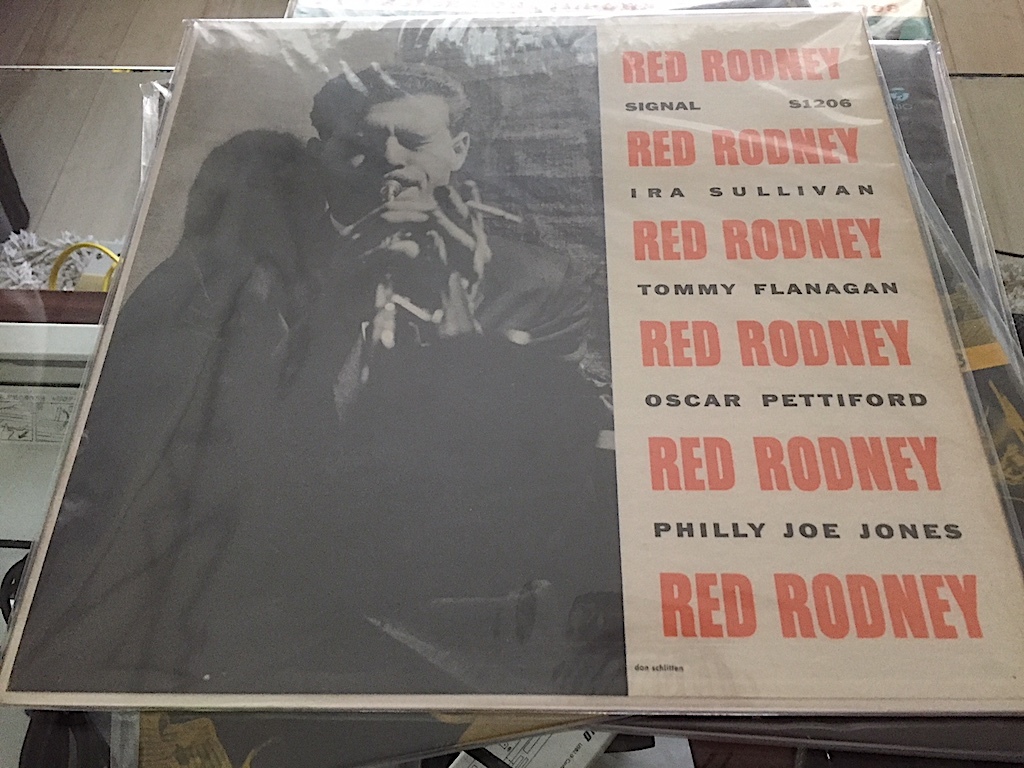 RED RODNEY
SIGNAL S1206
RED RODNEY
IRA SULLIVAN
RED RODNEY
TOMMY FLANAGAN
RED RODNEY
OSCAR PETTIFORD
RED RODNEY
PHILLY JOE JONES
RED RODNEY
don schlitten